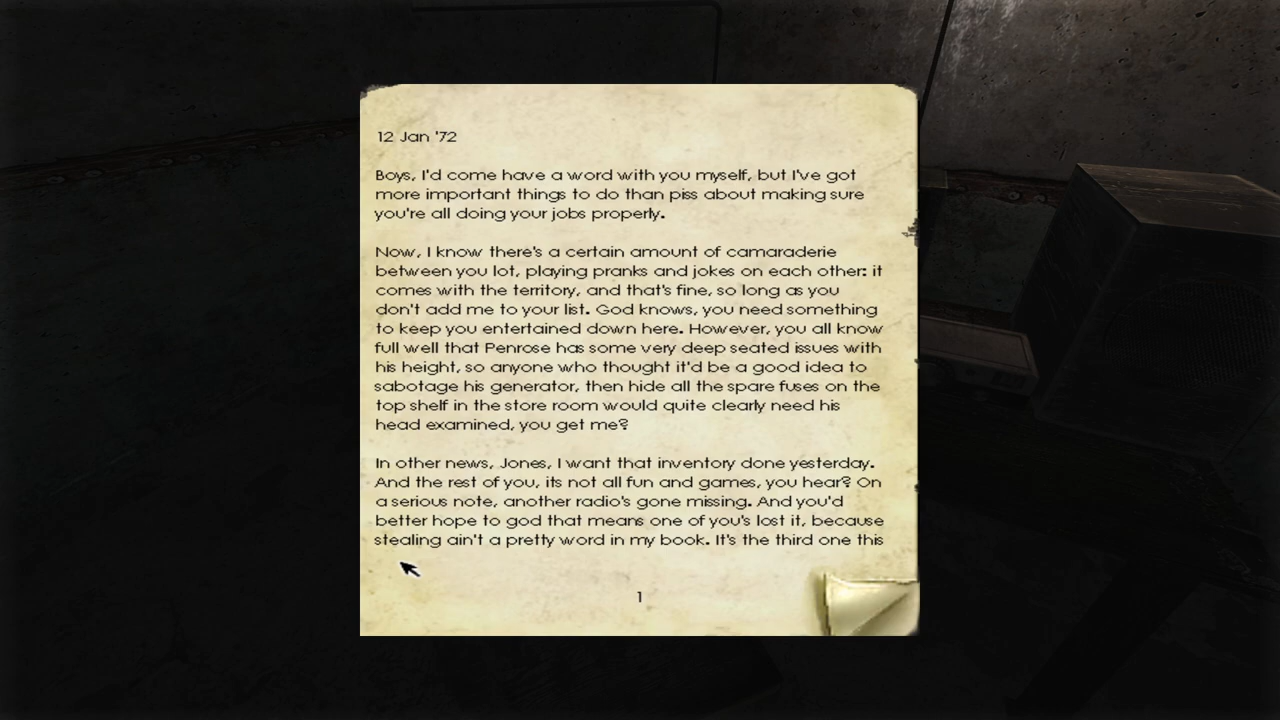 12 Jan '72
Boys, I'd come have a word with you myself, but I've got
more important things to do than piss about making sure
you're all doing your jobs properly.
Now, I know there's a certain amount of camaraderie
between you lot, playing pranks and jokes on each other: it
comes with the territory, and that's fine, so long as you
don't add me to your list. God knows, you need something
to keep you entertained down here. However, you all know
full well that Penrose has some very deep seated issues with
his height, so anyone who thought it'd be a good idea to
sabotage his generator, then hide all the spare fuses on the
top shelf in the store room would quite clearly need his
head examined, you get me?
In other news, Jones, I want that inventory done yesterday.
And the rest of you, its not all fun and games, you hear? On
a serious note, another radio's gone missing. And you'd
better hope to god that means one of you's lost it, because
stealing ain't a pretty word in my book. It's the third one this
1